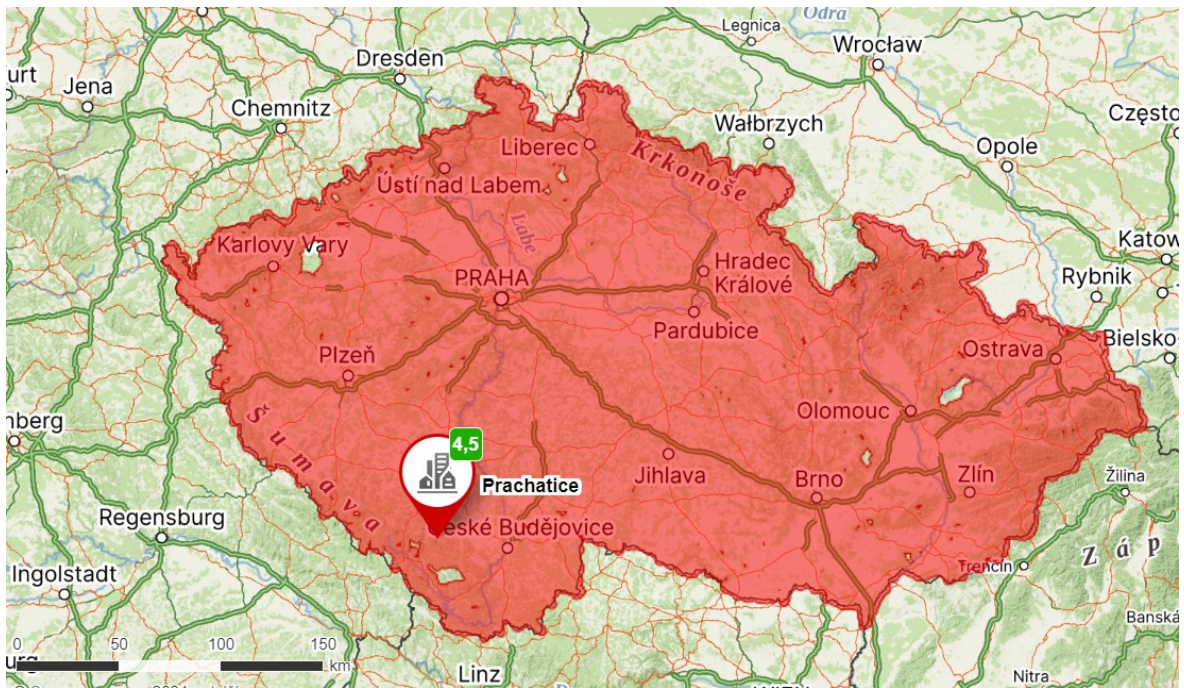 Odra
Legnica
Wrocław
Dresden
urt
Jena
Chemnitz
Wałbrzych
Często
Opole
Liberec
Krkonoše
Ústí nad Labem
Labe
Karlovy Vary
Katow
PRAHA
Hradec
Králové
Rybnik
Pardubice
Plzeň
Ostrava
Bielsko-
nberg
Olomouc
Šumava
4,5
Prachatice
Jihlava
Brno
Zlín
Žilina
Regensburg
eské Budějovice
Záp
Trenčín
Ingolstadt
Banská
0 50 100 150
km
Linz
Nitra